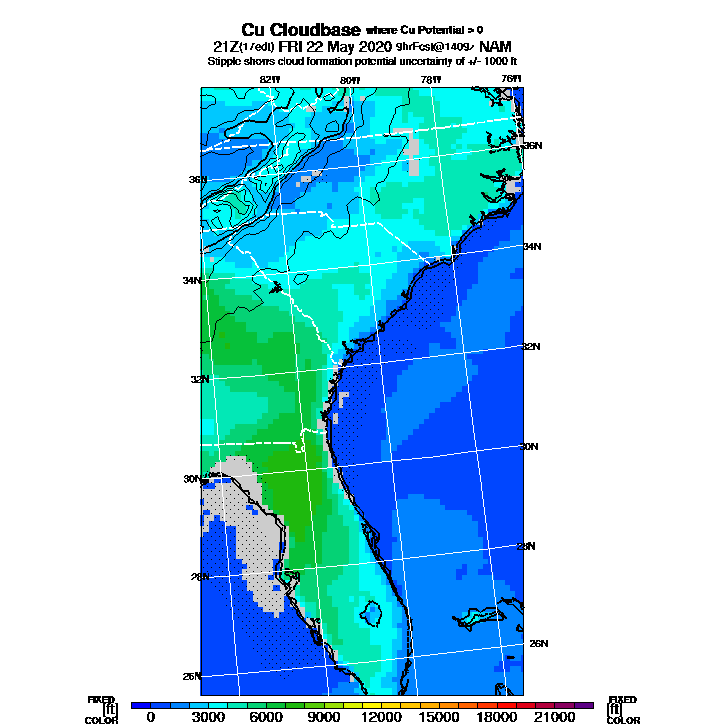 Cu Cloudbase where Cu Potential > 0
21Z(17edt) FRI 22 May 2020 9hrFcst@1409z NAM
Stipple shows cloud formation potential uncertainty of +/- 1000 ft
82W 80W 78W 76W
36N
36N
34N
34N
32N
32N
30N
30N
28N
28N
26N
26N
FIXED FIXED
[ft] [ft]
COLOR COLOR
0 3000 6000 9000 12000 15000 18000 21000